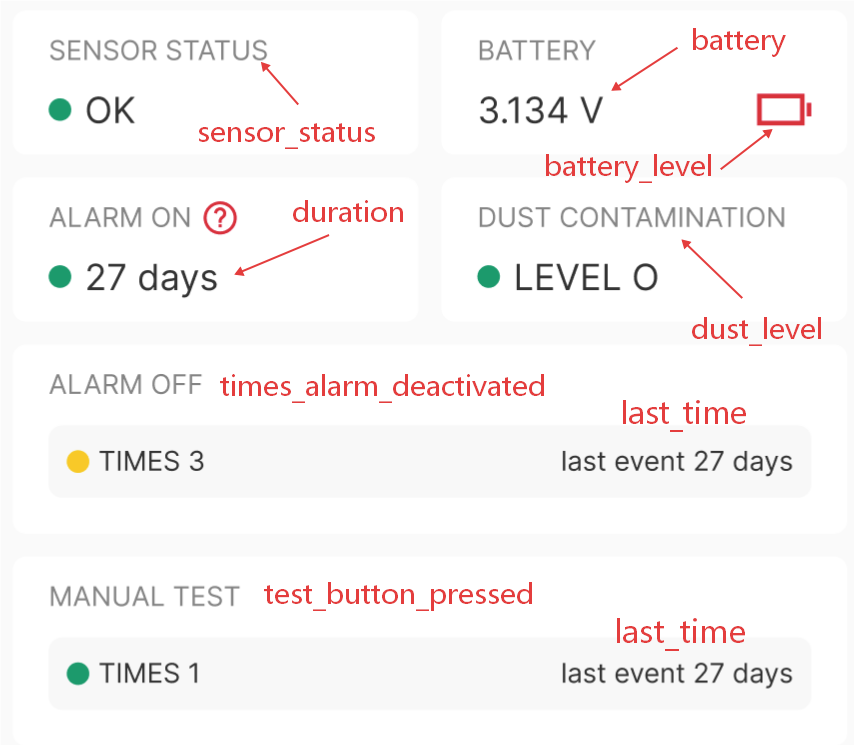 SENSOR STATUS
sensor_status
OK
BATTERY
battery
3.134 V
battery_level
ALARM ON ?
duration
27 days
DUST CONTAMINATION
LEVEL O
dust_level
ALARM OFF times_alarm_deactivated
last_time
TIMES 3 last event 27 days
MANUAL TEST test_button_pressed
last_time
TIMES 1 last event 27 days